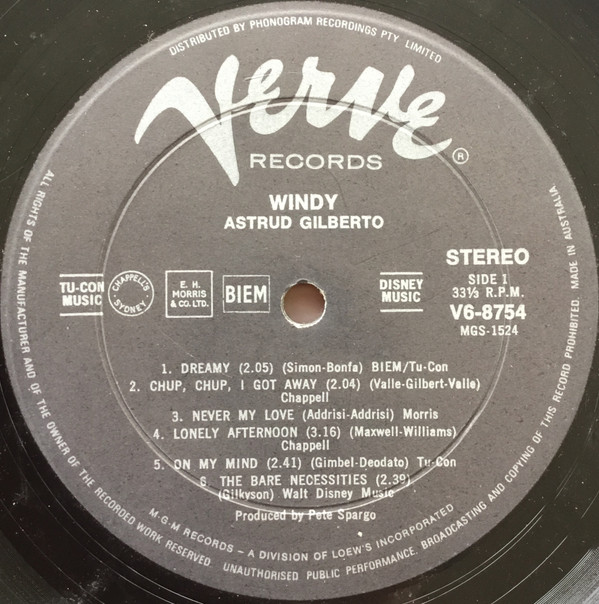 DISTRIBUTED BY PHONOGRAM RECORDINGS PTY. LIMITED
Verve
RECORDS
®
WINDY
ASTRUD GILBERTO
STEREO
SIDE 1
33⅓ R.P.M.
V6-8754
MGS-1524
TU-CON
MUSIC
CHAPPELL'S
SYDNEY
E. H.
MORRIS
& CO. LTD.
BIEM
DISNEY
MUSIC
1. DREAMY (2.05) (Simon-Bonfa) BIEM/Tu-Con
2. CHUP, CHUP, I GOT AWAY (2.04) (Valle-Gilbert-Valle)
Chappell
3. NEVER MY LOVE (Addrisi-Addrisi) Morris
4. LONELY AFTERNOON (3.16) (Maxwell-Williams)
Chappell
5. ON MY MIND (2.41) (Gimbel-Deodato) Tu-Con
6. THE BARE NECESSITIES (2.39)
(Gilkyson) Walt Disney Music
Produced by Pete Spargo
M-G-M RECORDS – A DIVISION OF LOEW'S INCORPORATED
ALL RIGHTS OF THE MANUFACTURER AND OF THE OWNER OF THE RECORDED WORK RESERVED. UNAUTHORISED PUBLIC PERFORMANCE, BROADCASTING AND COPYING OF THIS RECORD PROHIBITED. MADE IN AUSTRALIA